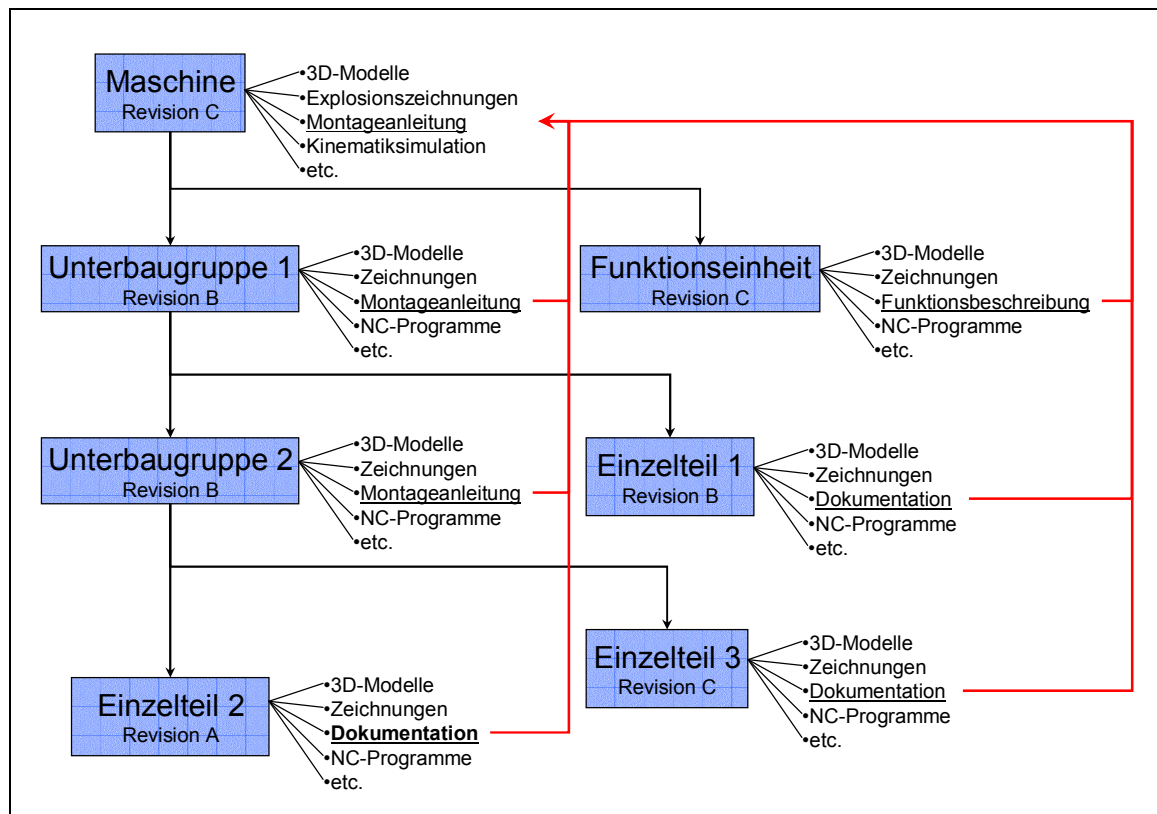 Maschine
Revision C
•3D-Modelle
•Explosionszeichnungen
•Montageanleitung
•Kinematiksimulation
•etc.
Unterbaugruppe 1
Revision B
•3D-Modelle
•Zeichnungen
•Montageanleitung
•NC-Programme
•etc.
Funktionseinheit
Revision C
•3D-Modelle
•Zeichnungen
•Funktionsbeschreibung
•NC-Programme
•etc.
Unterbaugruppe 2
Revision B
•3D-Modelle
•Zeichnungen
•Montageanleitung
•NC-Programme
•etc.
Einzelteil 1
Revision B
•3D-Modelle
•Zeichnungen
•Dokumentation
•NC-Programme
•etc.
Einzelteil 2
Revision A
•3D-Modelle
•Zeichnungen
•Dokumentation
•NC-Programme
•etc.
Einzelteil 3
Revision C
•3D-Modelle
•Zeichnungen
•Dokumentation
•NC-Programme
•etc.